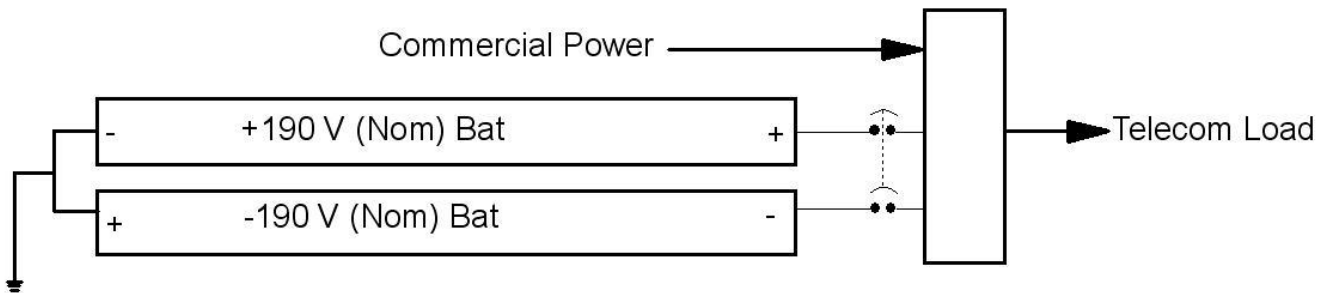 Commercial Power
- +190 V (Nom) Bat +
Telecom Load
+ -190 V (Nom) Bat -